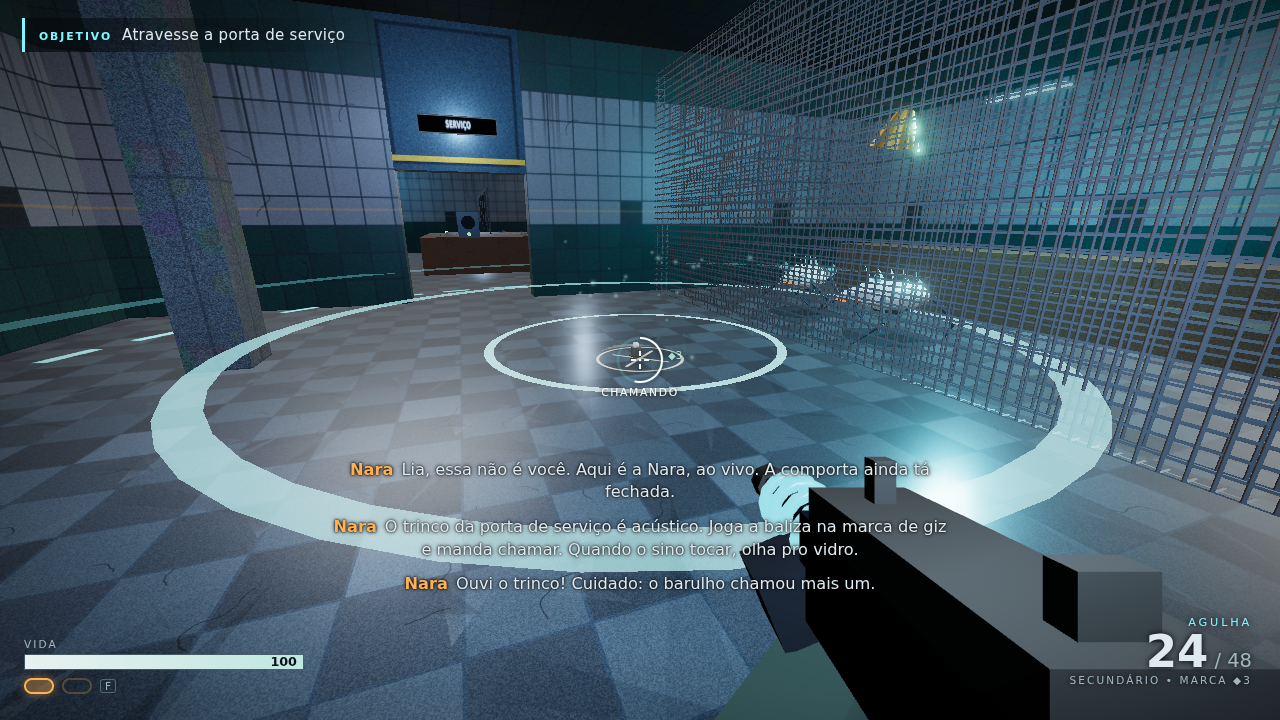 OBJETIVO Atravesse a porta de serviço
SERVIÇO
◆3
CHAMANDO
Nara Lia, essa não é você. Aqui é a Nara, ao vivo. A comporta ainda tá
fechada.
Nara O trinco da porta de serviço é acústico. Joga a baliza na marca de giz
e manda chamar. Quando o sino tocar, olha pro vidro.
Nara Ouvi o trinco! Cuidado: o barulho chamou mais um.
VIDA
100
F
AGULHA
24 / 48
SECUNDÁRIO • MARCA ◆3